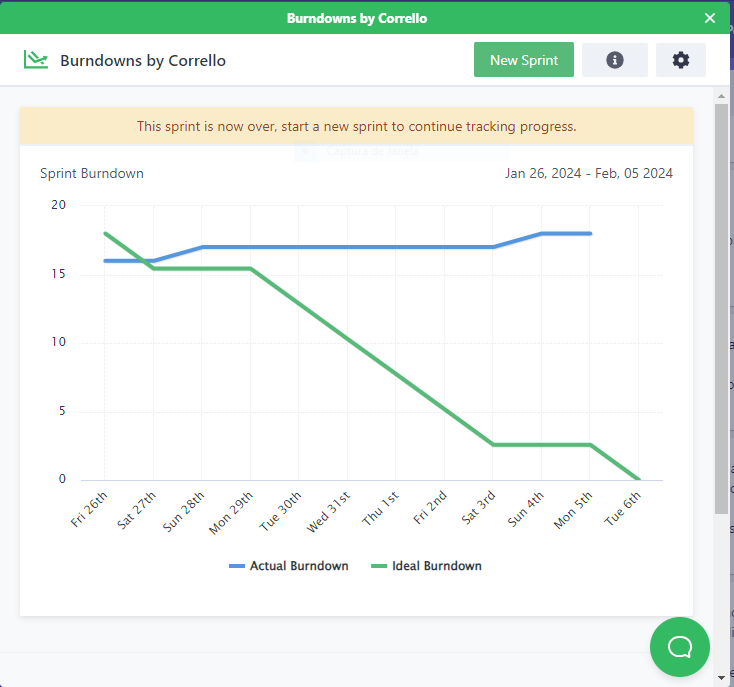 Burndowns by Corrello
Burndowns by Corrello
New Sprint
This sprint is now over, start a new sprint to continue tracking progress.
Captura de janela
Sprint Burndown
Jan 26, 2024 - Feb, 05 2024
20
15
10
5
0
Fri 26th
Sat 27th
Sun 28th
Mon 29th
Tue 30th
Wed 31st
Thu 1st
Fri 2nd
Sat 3rd
Sun 4th
Mon 5th
Tue 6th
Actual Burndown
Ideal Burndown